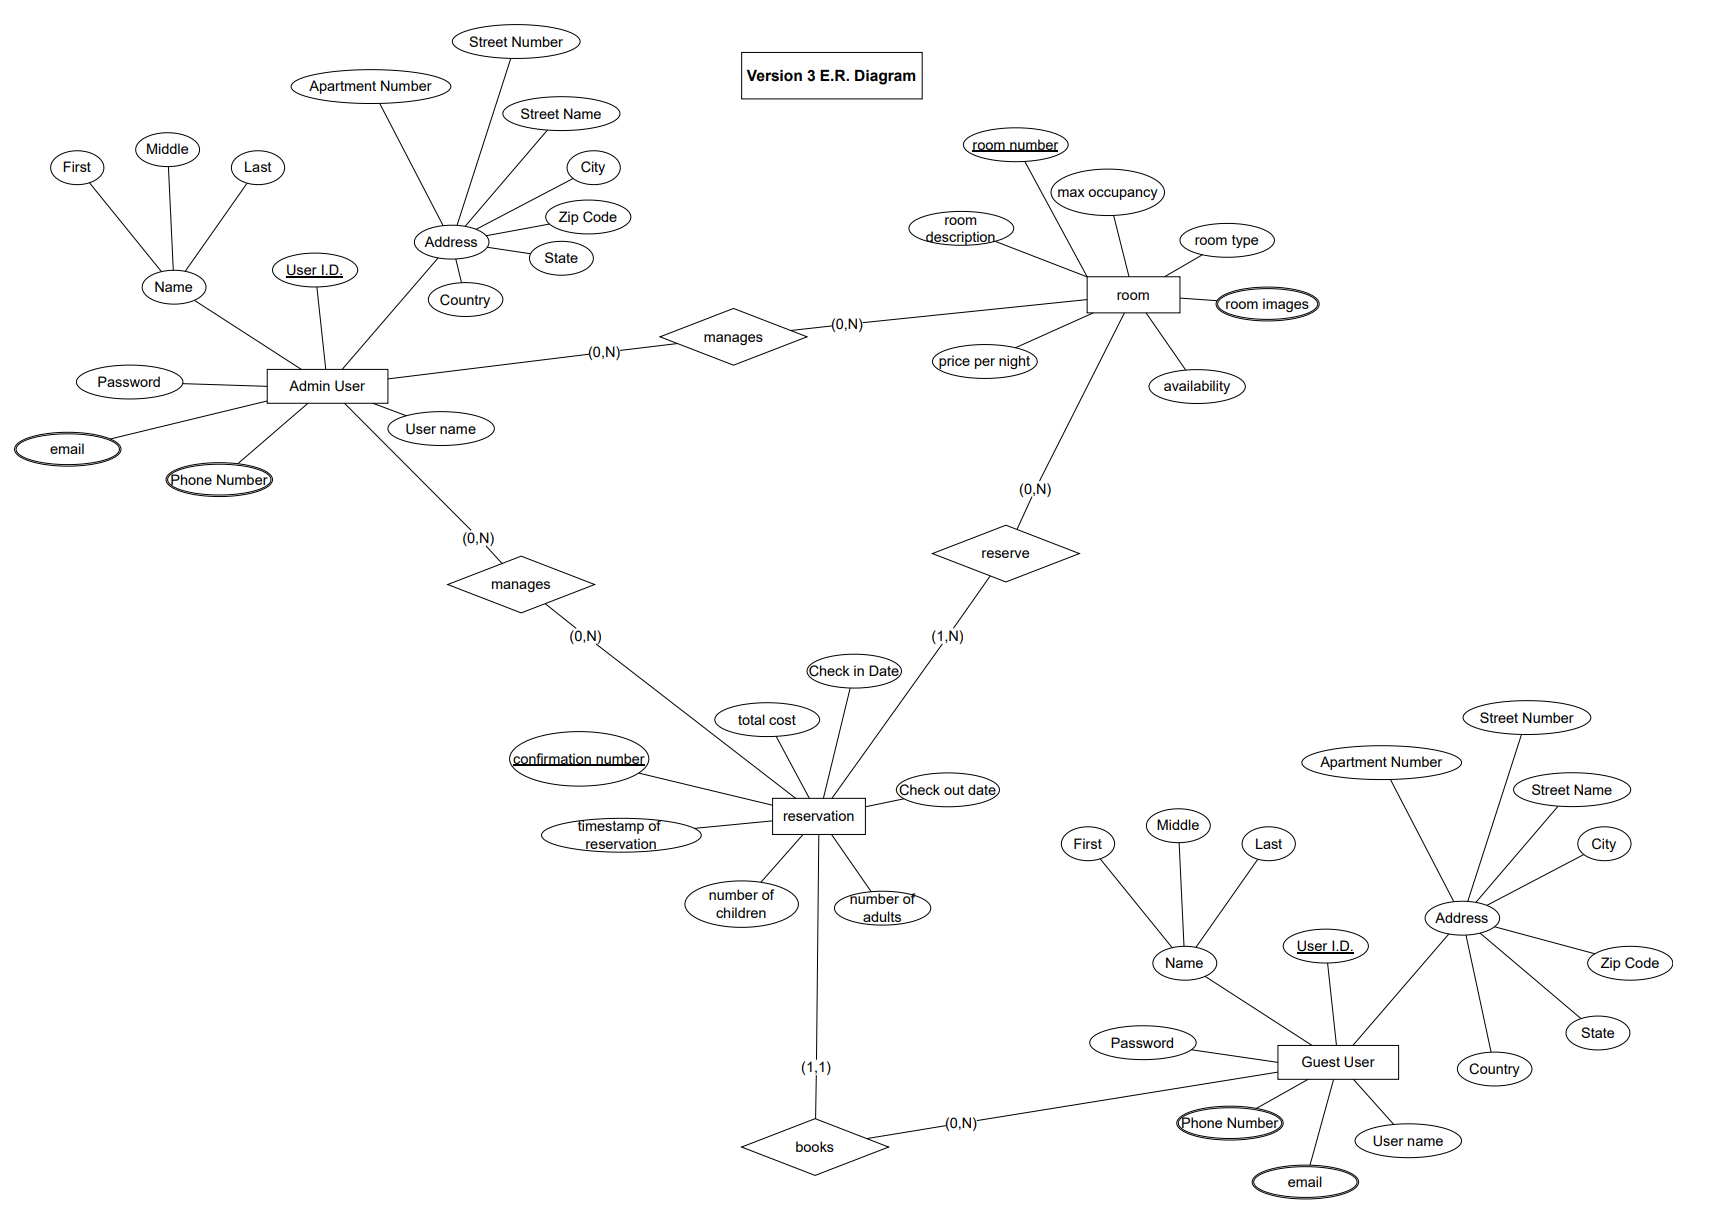 Version 3 E.R. Diagram
Street Number
Apartment Number
Street Name
First
Middle
Last
City
Zip Code
State
Address
Country
Name
User I.D.
Password
Admin User
email
Phone Number
User name
manages
(0,N)
(0,N)
room number
max occupancy
room
description
room type
room
room images
price per night
availability
(0,N)
manages
(0,N)
(0,N)
reserve
(1,N)
Check in Date
total cost
confirmation number
Check out date
reservation
timestamp of
reservation
number of
children
number of
adults
(1,1)
books
(0,N)
Street Number
Apartment Number
Street Name
First
Middle
Last
City
Address
Name
User I.D.
Zip Code
State
Country
Password
Guest User
Phone Number
User name
email